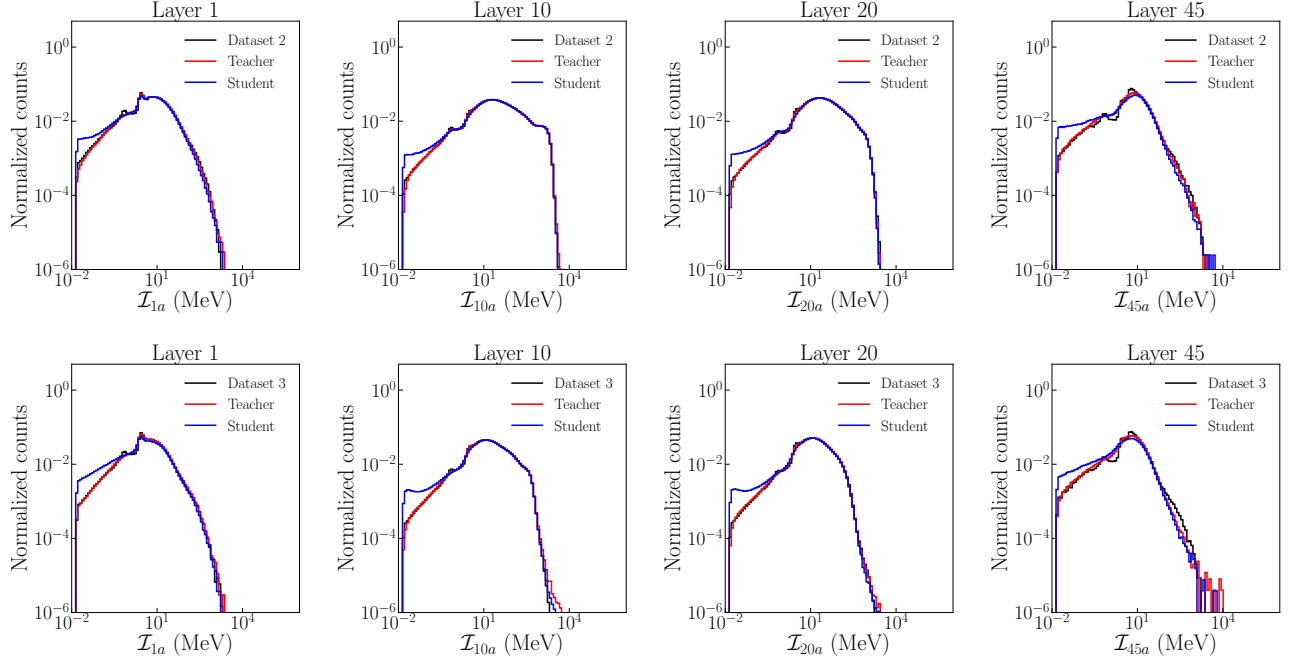 Layer 1
Layer 10
Layer 20
Layer 45
Normalized counts
10^0
10^−2
10^−4
10^−6
Dataset 2
Teacher
Student
10^−2
10^1
10^4
I_{1a} (MeV)
Normalized counts
10^0
10^−2
10^−4
10^−6
Dataset 2
Teacher
Student
10^−2
10^1
10^4
I_{10a} (MeV)
Normalized counts
10^0
10^−2
10^−4
10^−6
Dataset 2
Teacher
Student
10^−2
10^1
10^4
I_{20a} (MeV)
Normalized counts
10^0
10^−2
10^−4
10^−6
Dataset 2
Teacher
Student
10^−2
10^1
10^4
I_{45a} (MeV)
Layer 1
Layer 10
Layer 20
Layer 45
Normalized counts
10^0
10^−2
10^−4
10^−6
Dataset 3
Teacher
Student
10^−2
10^1
10^4
I_{1a} (MeV)
Normalized counts
10^0
10^−2
10^−4
10^−6
Dataset 3
Teacher
Student
10^−2
10^1
10^4
I_{10a} (MeV)
Normalized counts
10^0
10^−2
10^−4
10^−6
Dataset 3
Teacher
Student
10^−2
10^1
10^4
I_{20a} (MeV)
Normalized counts
10^0
10^−2
10^−4
10^−6
Dataset 3
Teacher
Student
10^−2
10^1
10^4
I_{45a} (MeV)